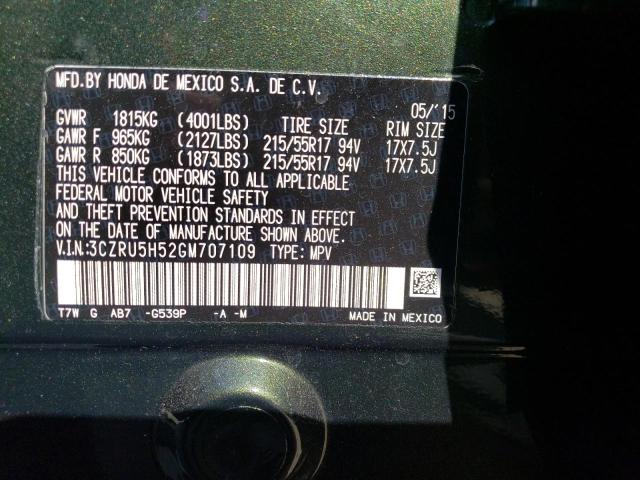 MFD.BY HONDA DE MEXICO S.A. DE C.V.
05/'15
GVWR 1815KG (4001LBS) TIRE SIZE RIM SIZE
GAWR F 965KG (2127LBS) 215/55R17 94V 17X7.5J
GAWR R 850KG (1873LBS) 215/55R17 94V 17X7.5J
THIS VEHICLE CONFORMS TO ALL APPLICABLE
FEDERAL MOTOR VEHICLE SAFETY
AND THEFT PREVENTION STANDARDS IN EFFECT
ON THE DATE OF MANUFACTURE SHOWN ABOVE.
V.I.N.:3CZRU5H52GM707109 TYPE: MPV
T7W G AB7 -G539P -A -M MADE IN MEXICO